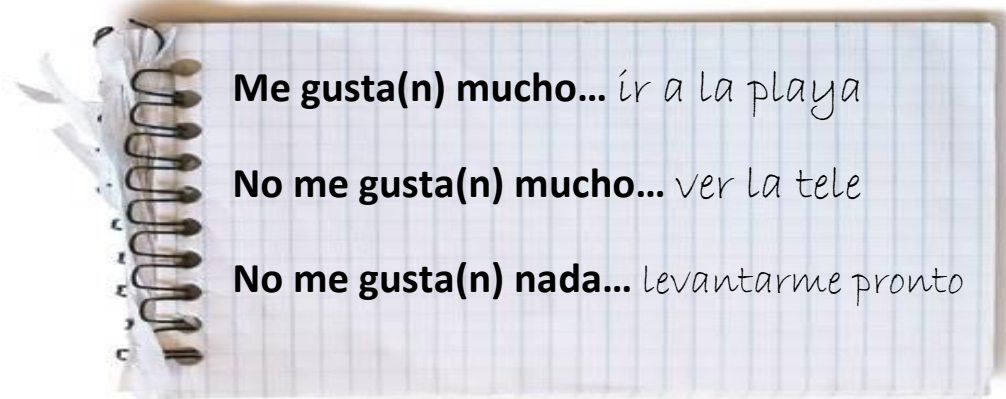 Me gusta(n) mucho... ir a la playa
No me gusta(n) mucho... ver la tele
No me gusta(n) nada... levantarme pronto